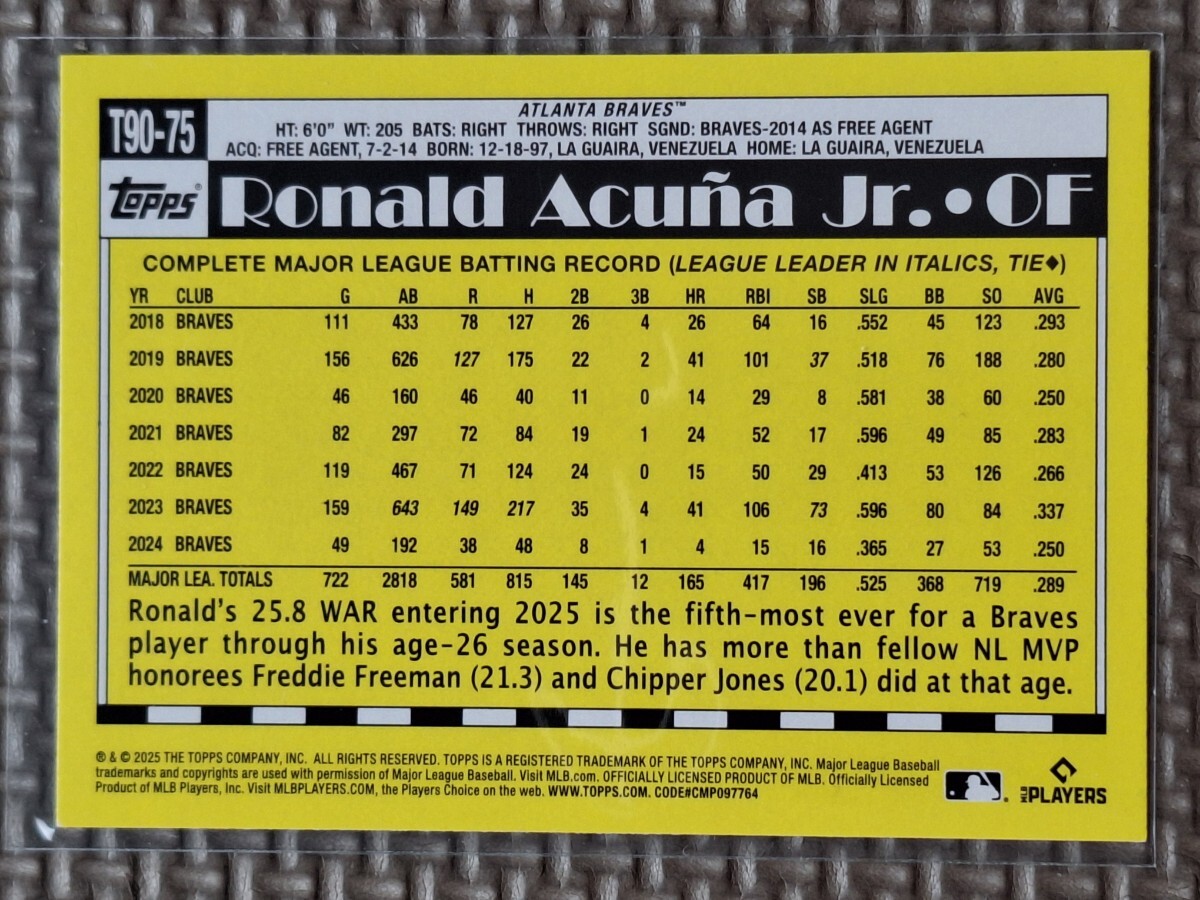 T90-75
ATLANTA BRAVES™
HT: 6'0" WT: 205 BATS: RIGHT THROWS: RIGHT SGND: BRAVES-2014 AS FREE AGENT
ACQ: FREE AGENT, 7-2-14 BORN: 12-18-97, LA GUAIRA, VENEZUELA HOME: LA GUAIRA, VENEZUELA
TOPPS® Ronald Acuña Jr. • OF
COMPLETE MAJOR LEAGUE BATTING RECORD (LEAGUE LEADER IN ITALICS, TIE♦)
YR CLUB G AB R H 2B 3B HR RBI SB SLG BB SO AVG
2018 BRAVES 111 433 78 127 26 4 26 64 16 .552 45 123 .293
2019 BRAVES 156 626 127 175 22 2 41 101 37 .518 76 188 .280
2020 BRAVES 46 160 46 40 11 0 14 29 8 .581 38 60 .250
2021 BRAVES 82 297 72 84 19 1 24 52 17 .596 49 85 .283
2022 BRAVES 119 467 71 124 24 0 15 50 29 .413 53 126 .266
2023 BRAVES 159 643 149 217 35 4 41 106 73 .596 80 84 .337
2024 BRAVES 49 192 38 48 8 1 4 15 16 .365 27 53 .250
MAJOR LEA. TOTALS 722 2818 581 815 145 12 165 417 196 .525 368 719 .289
Ronald's 25.8 WAR entering 2025 is the fifth-most ever for a Braves
player through his age-26 season. He has more than fellow NL MVP
honorees Freddie Freeman (21.3) and Chipper Jones (20.1) did at that age.
® & © 2025 THE TOPPS COMPANY, INC. ALL RIGHTS RESERVED. TOPPS IS A REGISTERED TRADEMARK OF THE TOPPS COMPANY, INC. Major League Baseball
trademarks and copyrights are used with permission of Major League Baseball. Visit MLB.com. OFFICIALLY LICENSED PRODUCT OF MLB. Officially Licensed
Product of MLB Players, Inc. Visit MLBPLAYERS.COM, the Players Choice on the web. WWW.TOPPS.COM. CODE#CMP097764
MLB PLAYERS